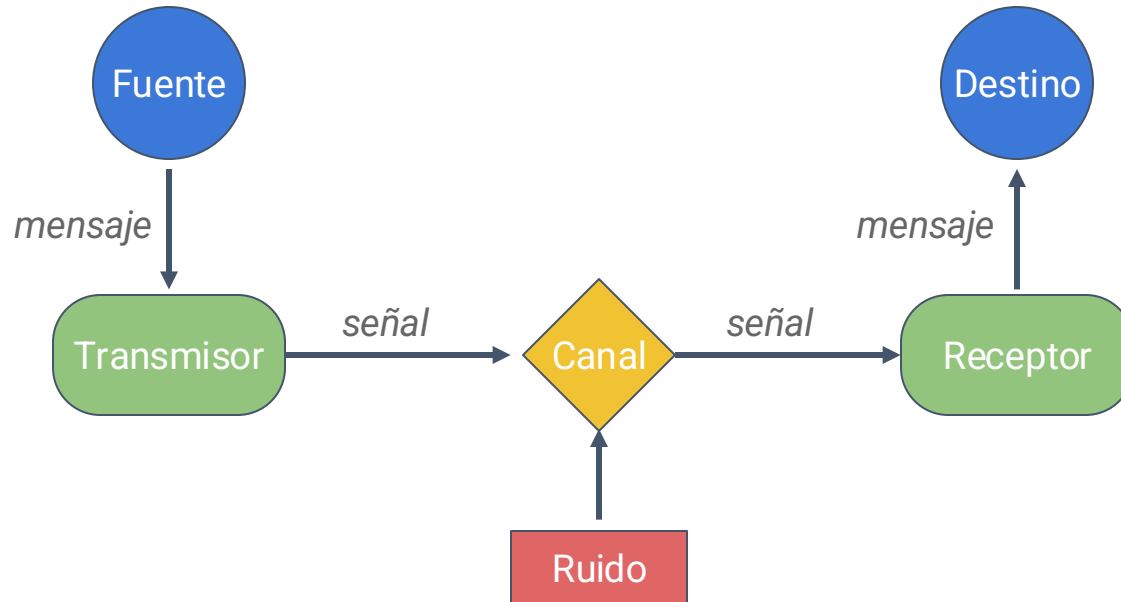 Fuente
Destino
mensaje
mensaje
Transmisor
señal
Canal
señal
Receptor
Ruido